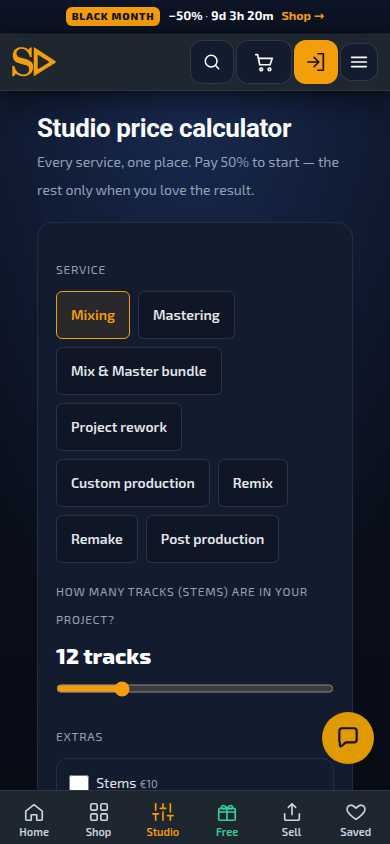 BLACK MONTH −50% · 9d 3h 20m Shop →
SD
Studio price calculator
Every service, one place. Pay 50% to start — the
rest only when you love the result.
SERVICE
Mixing Mastering
Mix & Master bundle
Project rework
Custom production Remix
Remake Post production
HOW MANY TRACKS (STEMS) ARE IN YOUR
PROJECT?
12 tracks
EXTRAS
Stems €10
Home Shop Studio Free Sell Saved